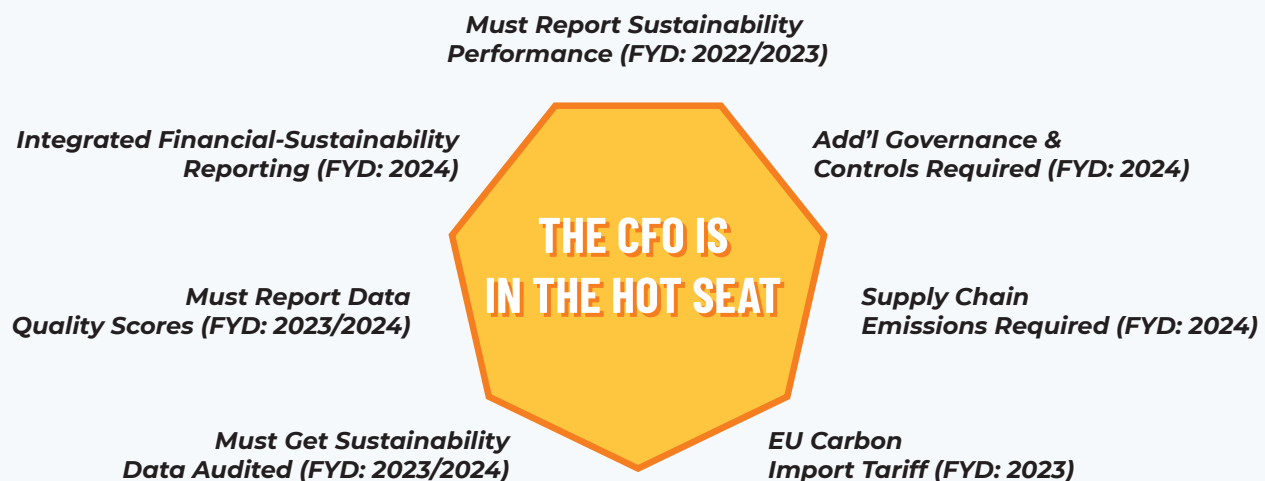 Must Report Sustainability
Performance (FYD: 2022/2023)
Integrated Financial-Sustainability
Reporting (FYD: 2024)
Add’l Governance &
Controls Required (FYD: 2024)
THE CFO IS
IN THE HOT SEAT
Must Report Data
Quality Scores (FYD: 2023/2024)
Supply Chain
Emissions Required (FYD: 2024)
Must Get Sustainability
Data Audited (FYD: 2023/2024)
EU Carbon
Import Tariff (FYD: 2023)